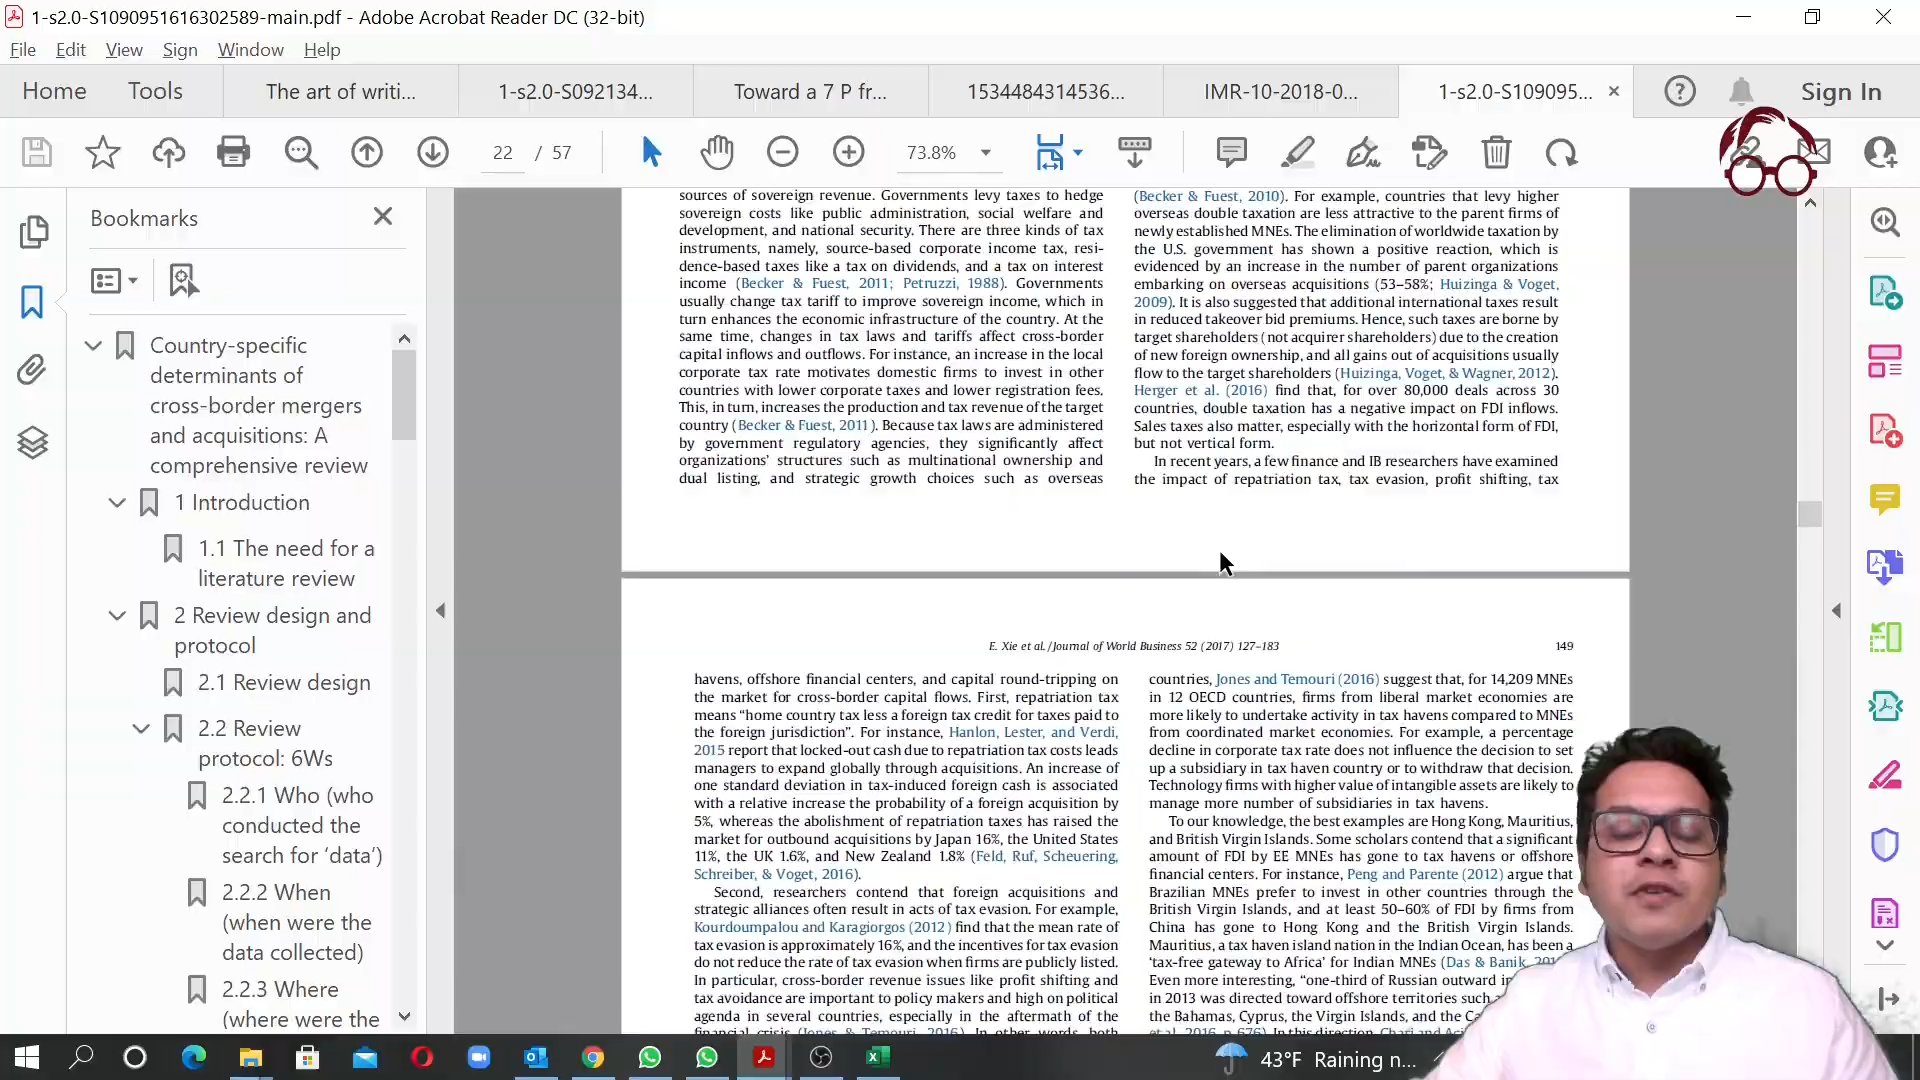 1-s2.0-S1090951616302589-main.pdf - Adobe Acrobat Reader DC (32-bit)
File Edit View Sign Window Help
Home Tools The art of writi... 1-s2.0-S092134... Toward a 7 P fr... 1534484314536... IMR-10-2018-0... 1-s2.0-S109095... Sign In
22 / 57 73.8%
Bookmarks
Country-specific
determinants of
cross-border mergers
and acquisitions: A
comprehensive review
1 Introduction
1.1 The need for a
literature review
2 Review design and
protocol
2.1 Review design
2.2 Review
protocol: 6Ws
2.2.1 Who (who
conducted the
search for ‘data’)
2.2.2 When
(when were the
data collected)
2.2.3 Where
(where were the
sources of sovereign revenue. Governments levy taxes to hedge
sovereign costs like public administration, social welfare and
development, and national security. There are three kinds of tax
instruments, namely, source-based corporate income tax, resi-
dence-based taxes like a tax on dividends, and a tax on interest
income (Becker & Fuest, 2011; Petruzzi, 1988). Governments
usually change tax tariff to improve sovereign income, which in
turn enhances the economic infrastructure of the country. At the
same time, changes in tax laws and tariffs affect cross-border
capital inflows and outflows. For instance, an increase in the local
corporate tax rate motivates domestic firms to invest in other
countries with lower corporate taxes and lower registration fees.
This, in turn, increases the production and tax revenue of the target
country (Becker & Fuest, 2011). Because tax laws are administered
by government regulatory agencies, they significantly affect
organizations’ structures such as multinational ownership and
dual listing, and strategic growth choices such as overseas
(Becker & Fuest, 2010). For example, countries that levy higher
overseas double taxation are less attractive to the parent firms of
newly established MNEs. The elimination of worldwide taxation by
the U.S. government has shown a positive reaction, which is
evidenced by an increase in the number of parent organizations
embarking on overseas acquisitions (53–58%; Huizinga & Voget,
2009). It is also suggested that additional international taxes result
in reduced takeover bid premiums. Hence, such taxes are borne by
target shareholders (not acquirer shareholders) due to the creation
of new foreign ownership, and all gains out of acquisitions usually
flow to the target shareholders (Huizinga, Voget, & Wagner, 2012).
Herger et al. (2016) find that, for over 80,000 deals across 30
countries, double taxation has a negative impact on FDI inflows.
Sales taxes also matter, especially with the horizontal form of FDI,
but not vertical form.
In recent years, a few finance and IB researchers have examined
the impact of repatriation tax, tax evasion, profit shifting, tax
E. Xie et al./Journal of World Business 52 (2017) 127–183 149
havens, offshore financial centers, and capital round-tripping on
the market for cross-border capital flows. First, repatriation tax
means “home country tax less a foreign tax credit for taxes paid to
the foreign jurisdiction”. For instance, Hanlon, Lester, and Verdi,
2015 report that locked-out cash due to repatriation tax costs leads
managers to expand globally through acquisitions. An increase of
one standard deviation in tax-induced foreign cash is associated
with a relative increase the probability of a foreign acquisition by
5%, whereas the abolishment of repatriation taxes has raised the
market for outbound acquisitions by Japan 16%, the United States
11%, the UK 1.6%, and New Zealand 1.8% (Feld, Ruf, Scheuering,
Schreiber, & Voget, 2016).
Second, researchers contend that foreign acquisitions and
strategic alliances often result in acts of tax evasion. For example,
Kourdoumpalou and Karagiorgos (2012) find that the mean rate of
tax evasion is approximately 16%, and the incentives for tax evasion
do not reduce the rate of tax evasion when firms are publicly listed.
In particular, cross-border revenue issues like profit shifting and
tax avoidance are important to policy makers and high on political
agenda in several countries, especially in the aftermath of the
financial crisis (Jones & Temouri, 2016). In other words, both
countries, Jones and Temouri (2016) suggest that, for 14,209 MNEs
in 12 OECD countries, firms from liberal market economies are
more likely to undertake activity in tax havens compared to MNEs
from coordinated market economies. For example, a percentage
decline in corporate tax rate does not influence the decision to set
up a subsidiary in tax haven country or to withdraw that decision.
Technology firms with higher value of intangible assets are likely to
manage more number of subsidiaries in tax havens.
To our knowledge, the best examples are Hong Kong, Mauritius,
and British Virgin Islands. Some scholars contend that a significant
amount of FDI by EE MNEs has gone to tax havens or offshore
financial centers. For instance, Peng and Parente (2012) argue that
Brazilian MNEs prefer to invest in other countries through the
British Virgin Islands, and at least 50–60% of FDI by firms from
China has gone to Hong Kong and the British Virgin Islands.
Mauritius, a tax haven island nation in the Indian Ocean, has been a
‘tax-free gateway to Africa’ for Indian MNEs (Das & Banik,
Even more interesting, “one-third of Russian outward
in 2013 was directed toward offshore territories such
the Bahamas, Cyprus, the Virgin Islands, and the
et al., 2016, p.676). In this direction,
43°F Raining n...